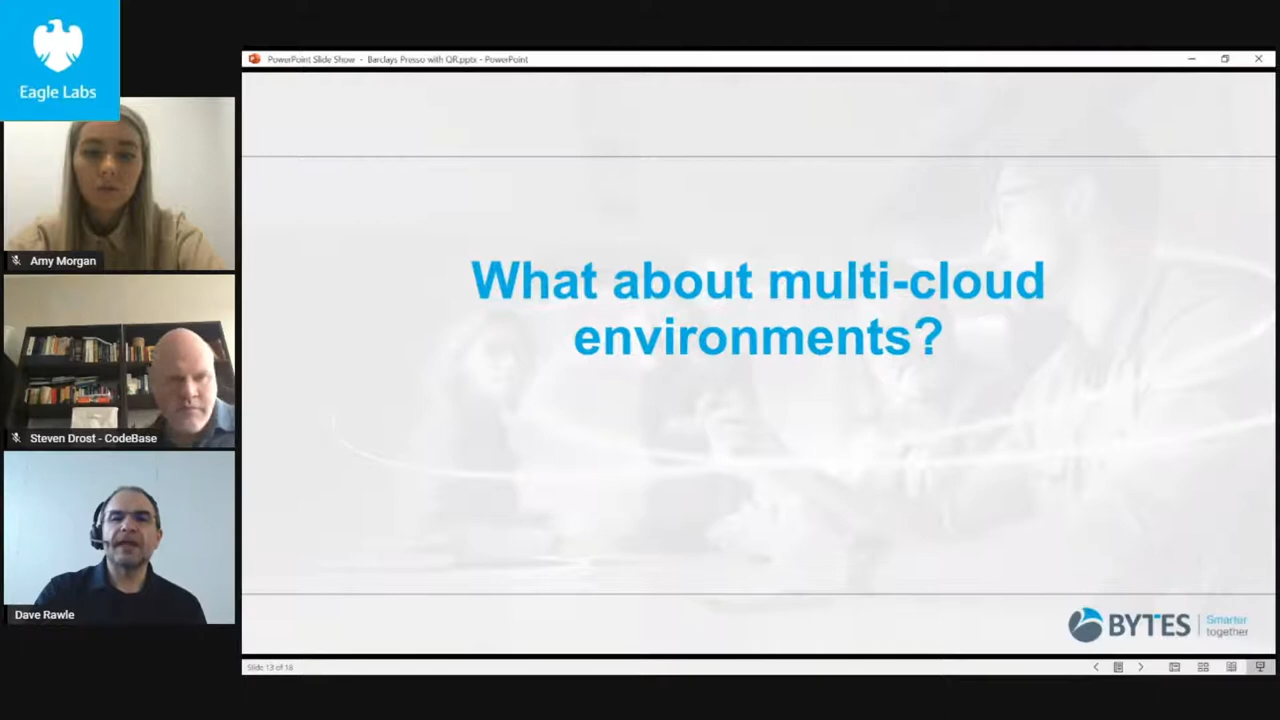 Eagle Labs
PowerPoint Slide Show - Barclays Presso with QR.pptx - PowerPoint
Amy Morgan
Steven Drost - CodeBase
Dave Rawle
What about multi-cloud
environments?
BYTES
Smarter
together
Slide 13 of 18